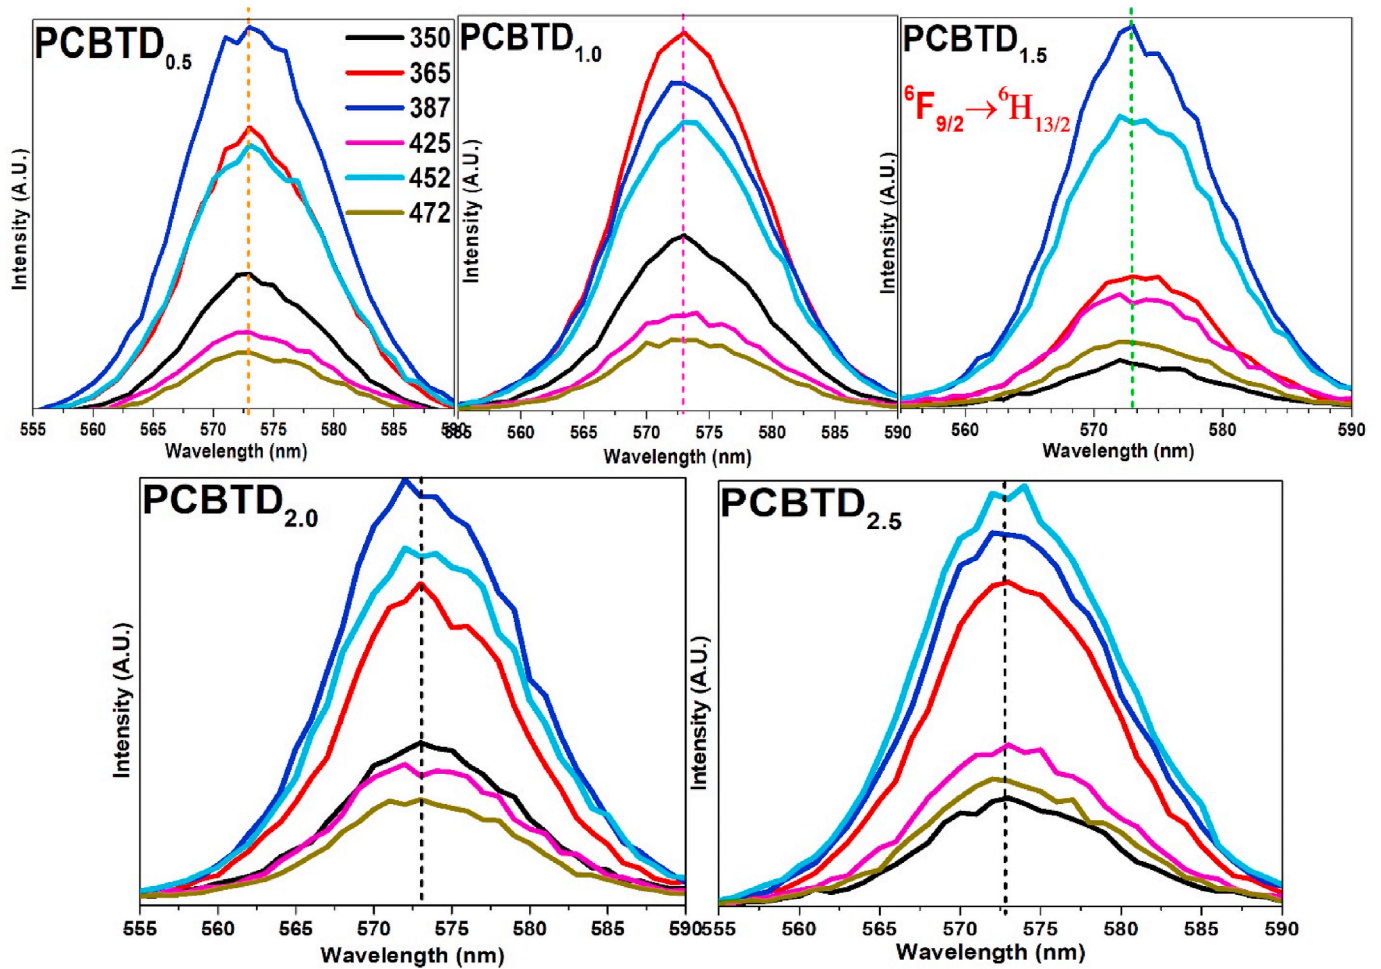 PCBTD0.5
350
365
387
425
452
472
Intensity (A.U.)
555 560 565 570 575 580 585
Wavelength (nm)
PCBTD1.0
Intensity (A.U.)
560 565 570 575 580 585 590
Wavelength (nm)
PCBTD1.5
6F9/2→6H13/2
Intensity (A.U.)
560 570 580 590
Wavelength (nm)
PCBTD2.0
Intensity (A.U.)
555 560 565 570 575 580 585 590
Wavelength (nm)
PCBTD2.5
Intensity (A.U.)
555 560 565 570 575 580 585 590
Wavelength (nm)